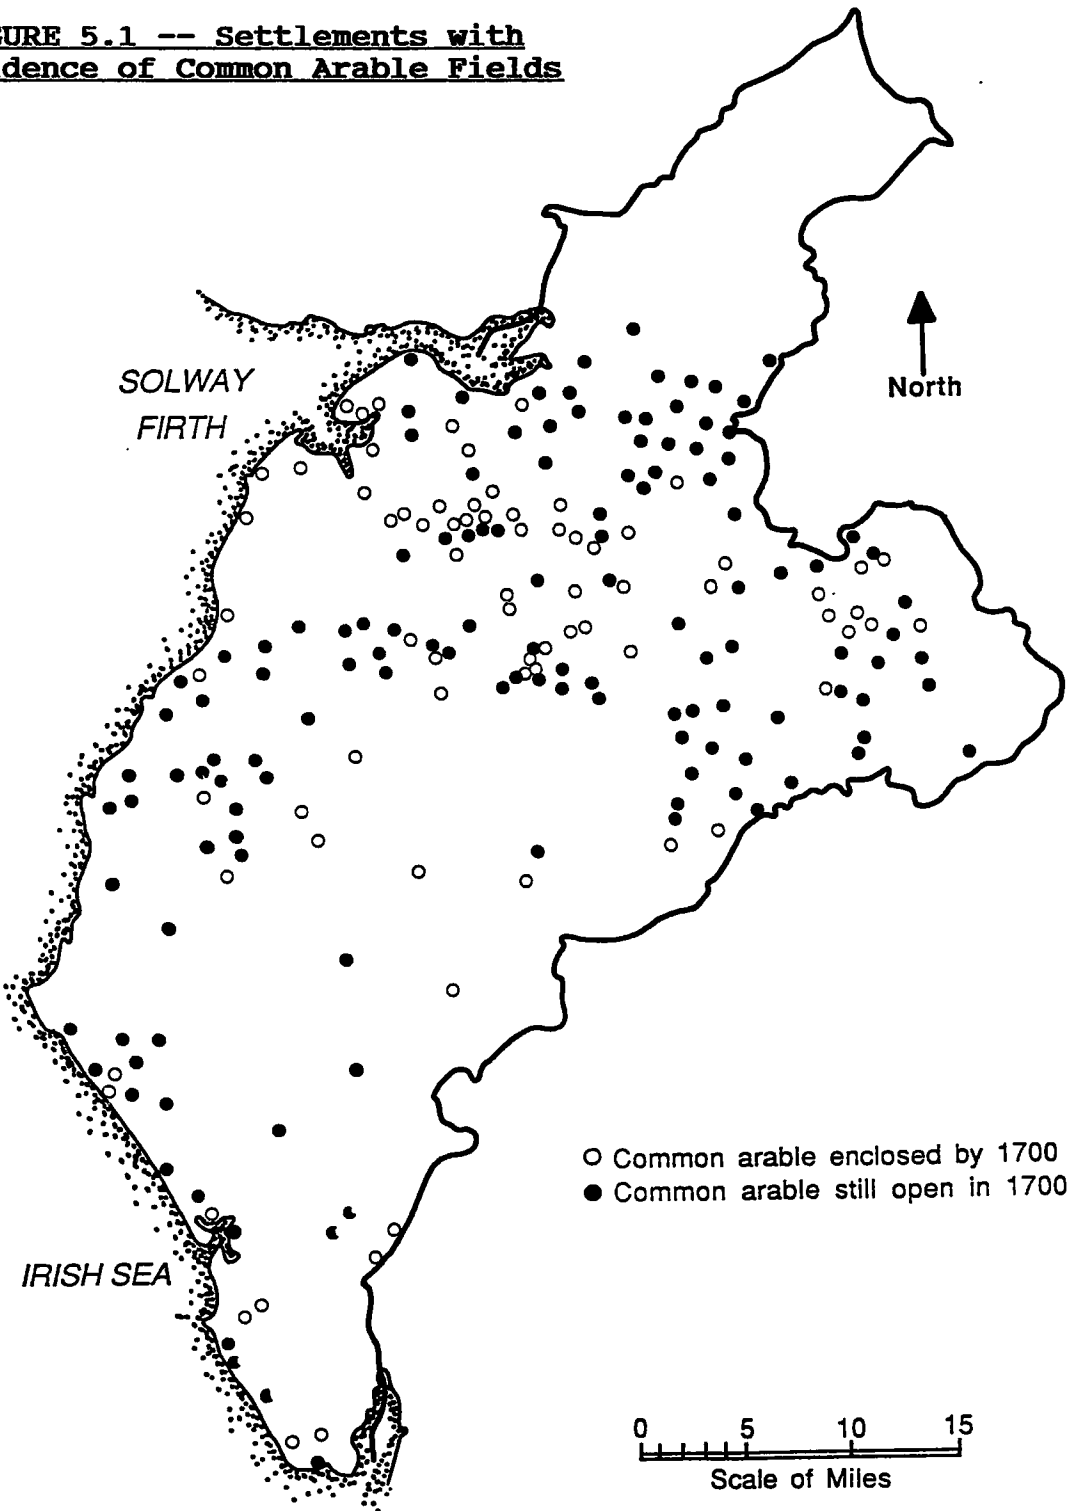 URE 5.1 -- Settlements with
dence of Common Arable Fields
SOLWAY
FIRTH
North
○ Common arable enclosed by 1700
● Common arable still open in 1700
IRISH SEA
0 5 10 15
Scale of Miles